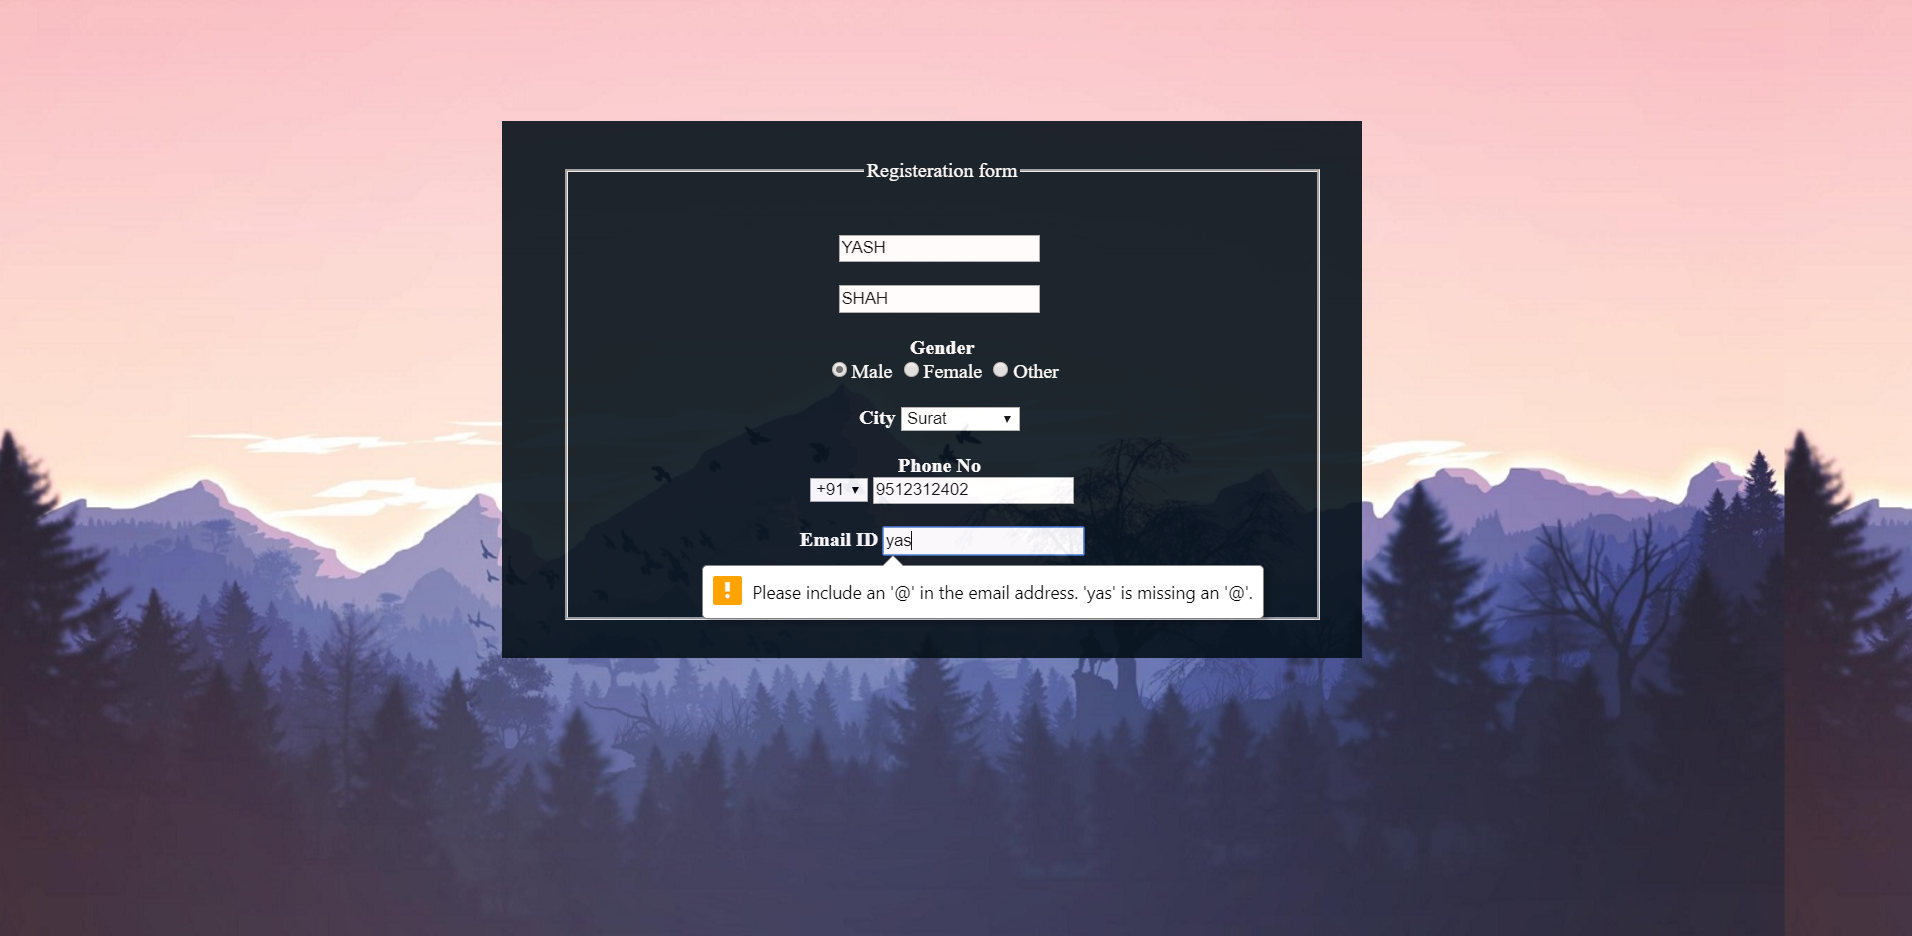 Registeration form
YASH
SHAH
Gender
Male Female Other
City Surat
Phone No
+91 9512312402
Email ID yas
Please include an '@' in the email address. 'yas' is missing an '@'.